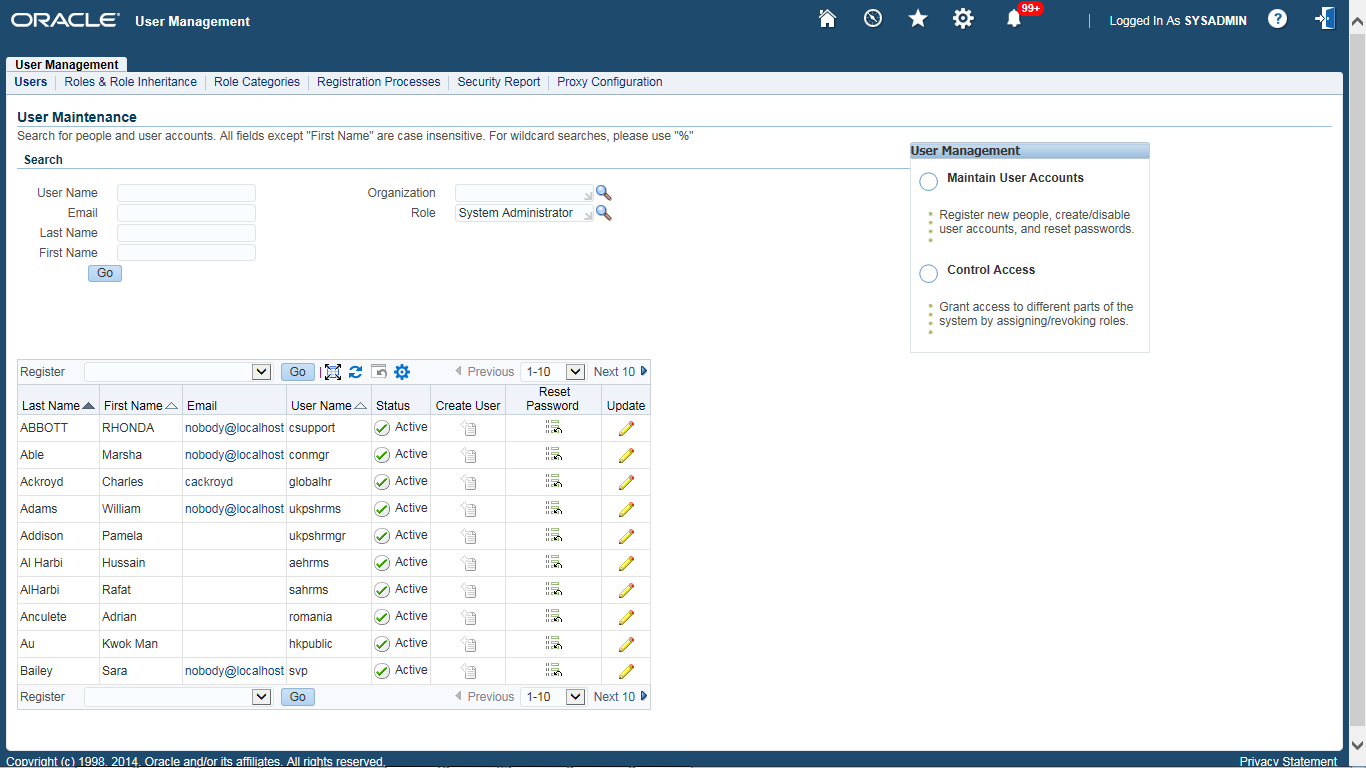 ORACLE User Management
99+
Logged In As SYSADMIN
?
User Management
Users Roles & Role Inheritance Role Categories Registration Processes Security Report Proxy Configuration
User Maintenance
Search for people and user accounts. All fields except "First Name" are case insensitive. For wildcard searches, please use "%"
Search
User Name Organization
Email Role System Administrator
Last Name
First Name
Go
User Management
Maintain User Accounts
Register new people, create/disable
user accounts, and reset passwords.
Control Access
Grant access to different parts of the
system by assigning/revoking roles.
Register Go Previous 1-10 Next 10
Last Name First Name Email User Name Status Create User Reset Password Update
ABBOTT RHONDA nobody@localhost csupport Active
Able Marsha nobody@localhost conmgr Active
Ackroyd Charles cackroyd globalhr Active
Adams William nobody@localhost ukpshrms Active
Addison Pamela ukpshrmgr Active
Al Harbi Hussain aehrms Active
AlHarbi Rafat sahrms Active
Anculete Adrian romania Active
Au Kwok Man hkpublic Active
Bailey Sara nobody@localhost svp Active
Register Go Previous 1-10 Next 10
Copyright (c) 1998, 2014, Oracle and/or its affiliates. All rights reserved. Privacy Statement